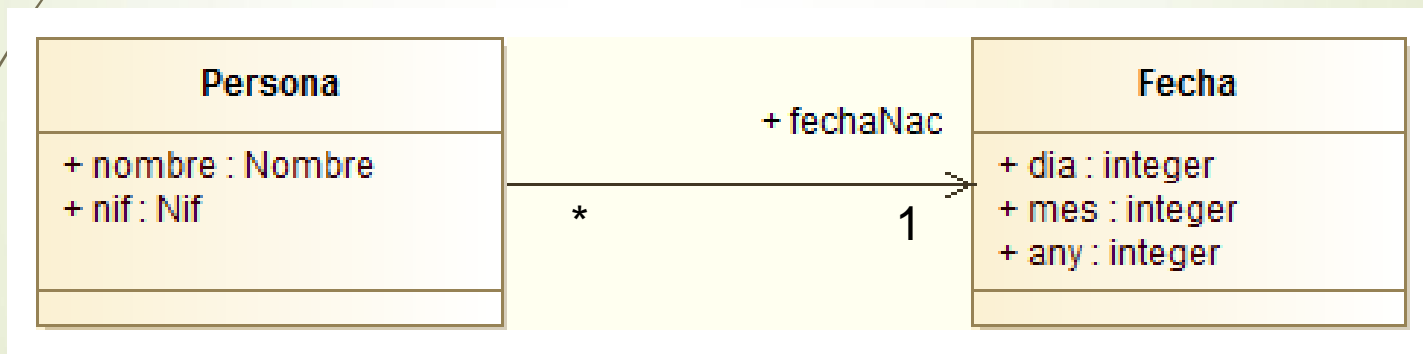 Persona
+ nombre : Nombre
+ nif : Nif
+ fechaNac
*
1
Fecha
+ dia : integer
+ mes : integer
+ any : integer